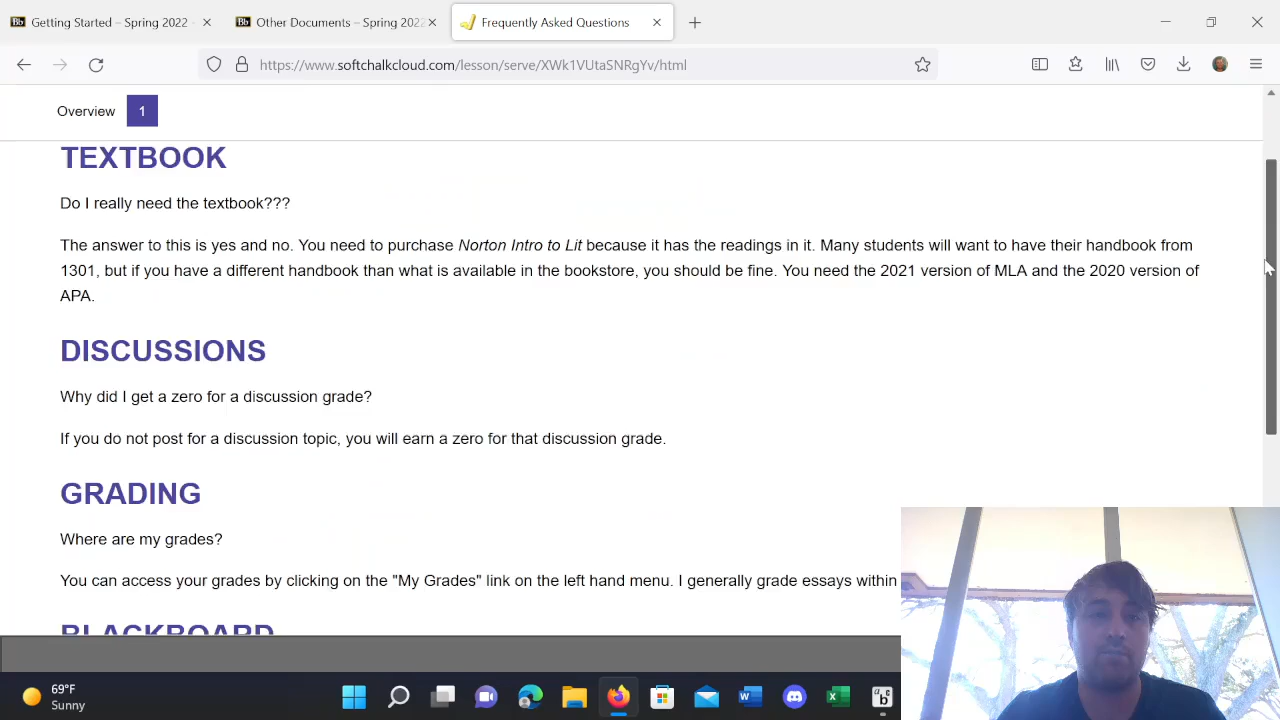 Getting Started – Spring 2022
Other Documents – Spring 2022
Frequently Asked Questions
https://www.softchalkcloud.com/lesson/serve/XWk1VUtaSNRgYv/html
Overview 1
TEXTBOOK
Do I really need the textbook???
The answer to this is yes and no. You need to purchase Norton Intro to Lit because it has the readings in it. Many students will want to have their handbook from
1301, but if you have a different handbook than what is available in the bookstore, you should be fine. You need the 2021 version of MLA and the 2020 version of
APA.
DISCUSSIONS
Why did I get a zero for a discussion grade?
If you do not post for a discussion topic, you will earn a zero for that discussion grade.
GRADING
Where are my grades?
You can access your grades by clicking on the "My Grades" link on the left hand menu. I generally grade essays within
BLACKBOARD
69°F
Sunny